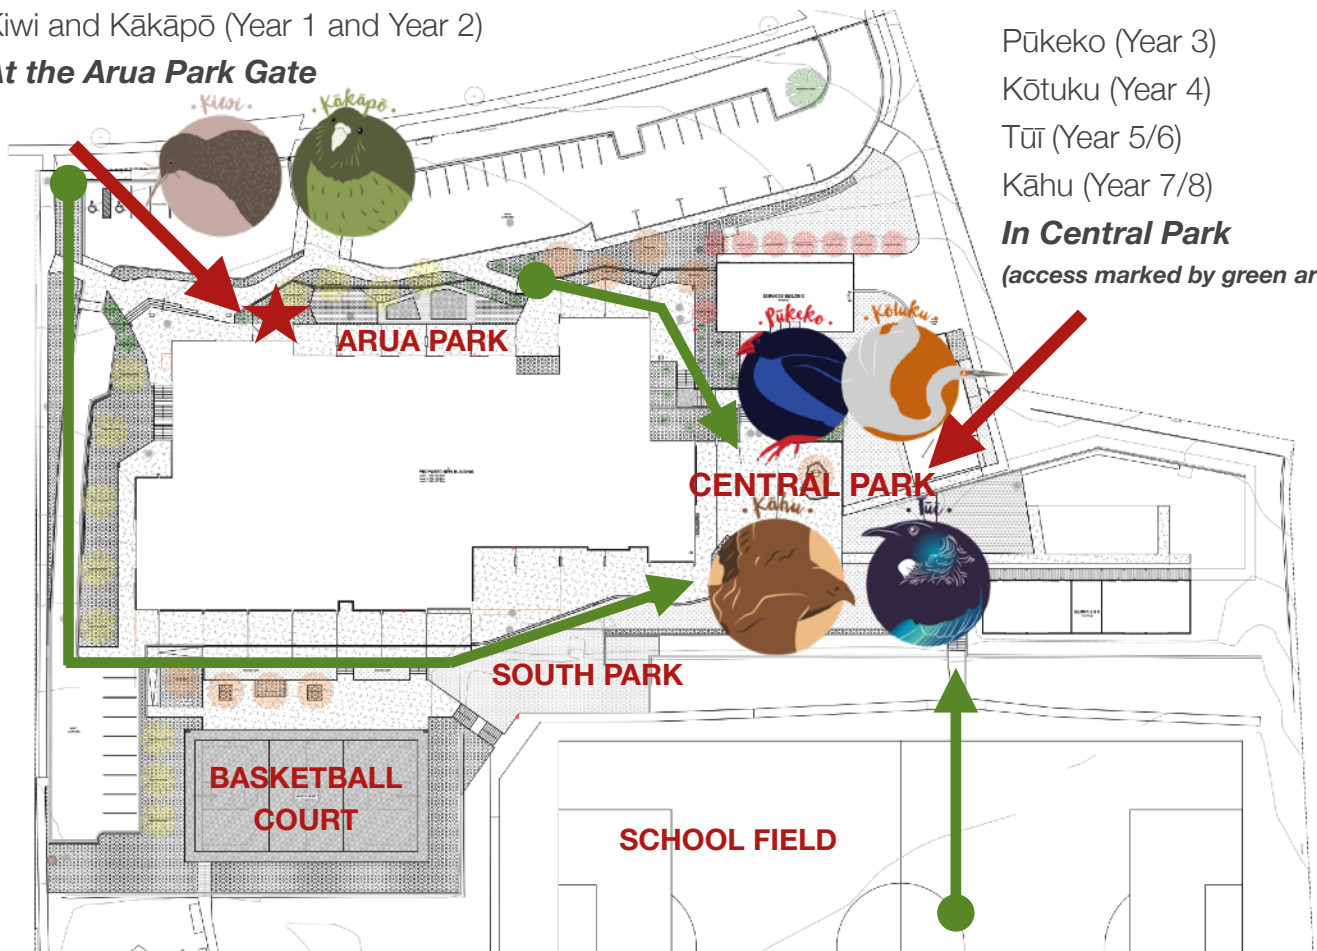 Kiwi and Kākāpō (Year 1 and Year 2)
At the Arua Park Gate
Pūkeko (Year 3)
Kōtuku (Year 4)
Tūī (Year 5/6)
Kāhu (Year 7/8)
In Central Park
(access marked by green ar
• Kiwi •
• Kākāpō •
ARUA PARK
SERVICES BUILDING
• Pūkeko •
• Kōtuku •
CENTRAL PARK
• Kāhu •
• Tūī •
SOUTH PARK
BASKETBALL
COURT
SCHOOL FIELD